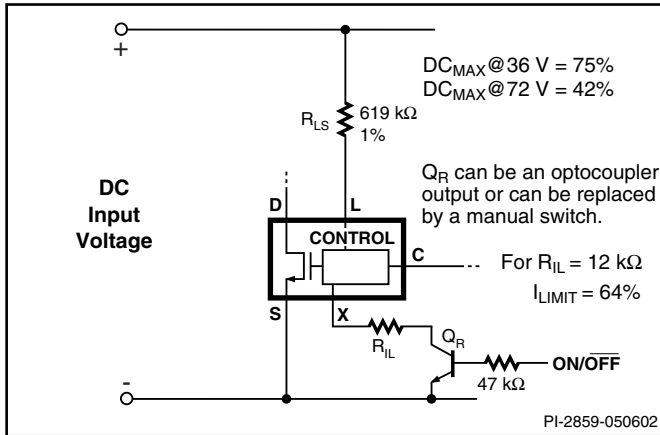 +
DC_MAX@36 V = 75%
DC_MAX@72 V = 42%
R_LS
619 kΩ
1%
Q_R can be an optocoupler
output or can be replaced
by a manual switch.
DC
Input
Voltage
D
L
CONTROL
C
For R_IL = 12 kΩ
I_LIMIT = 64%
S
X
R_IL
Q_R
47 kΩ
ON/O̅F̅F̅
-
PI-2859-050602